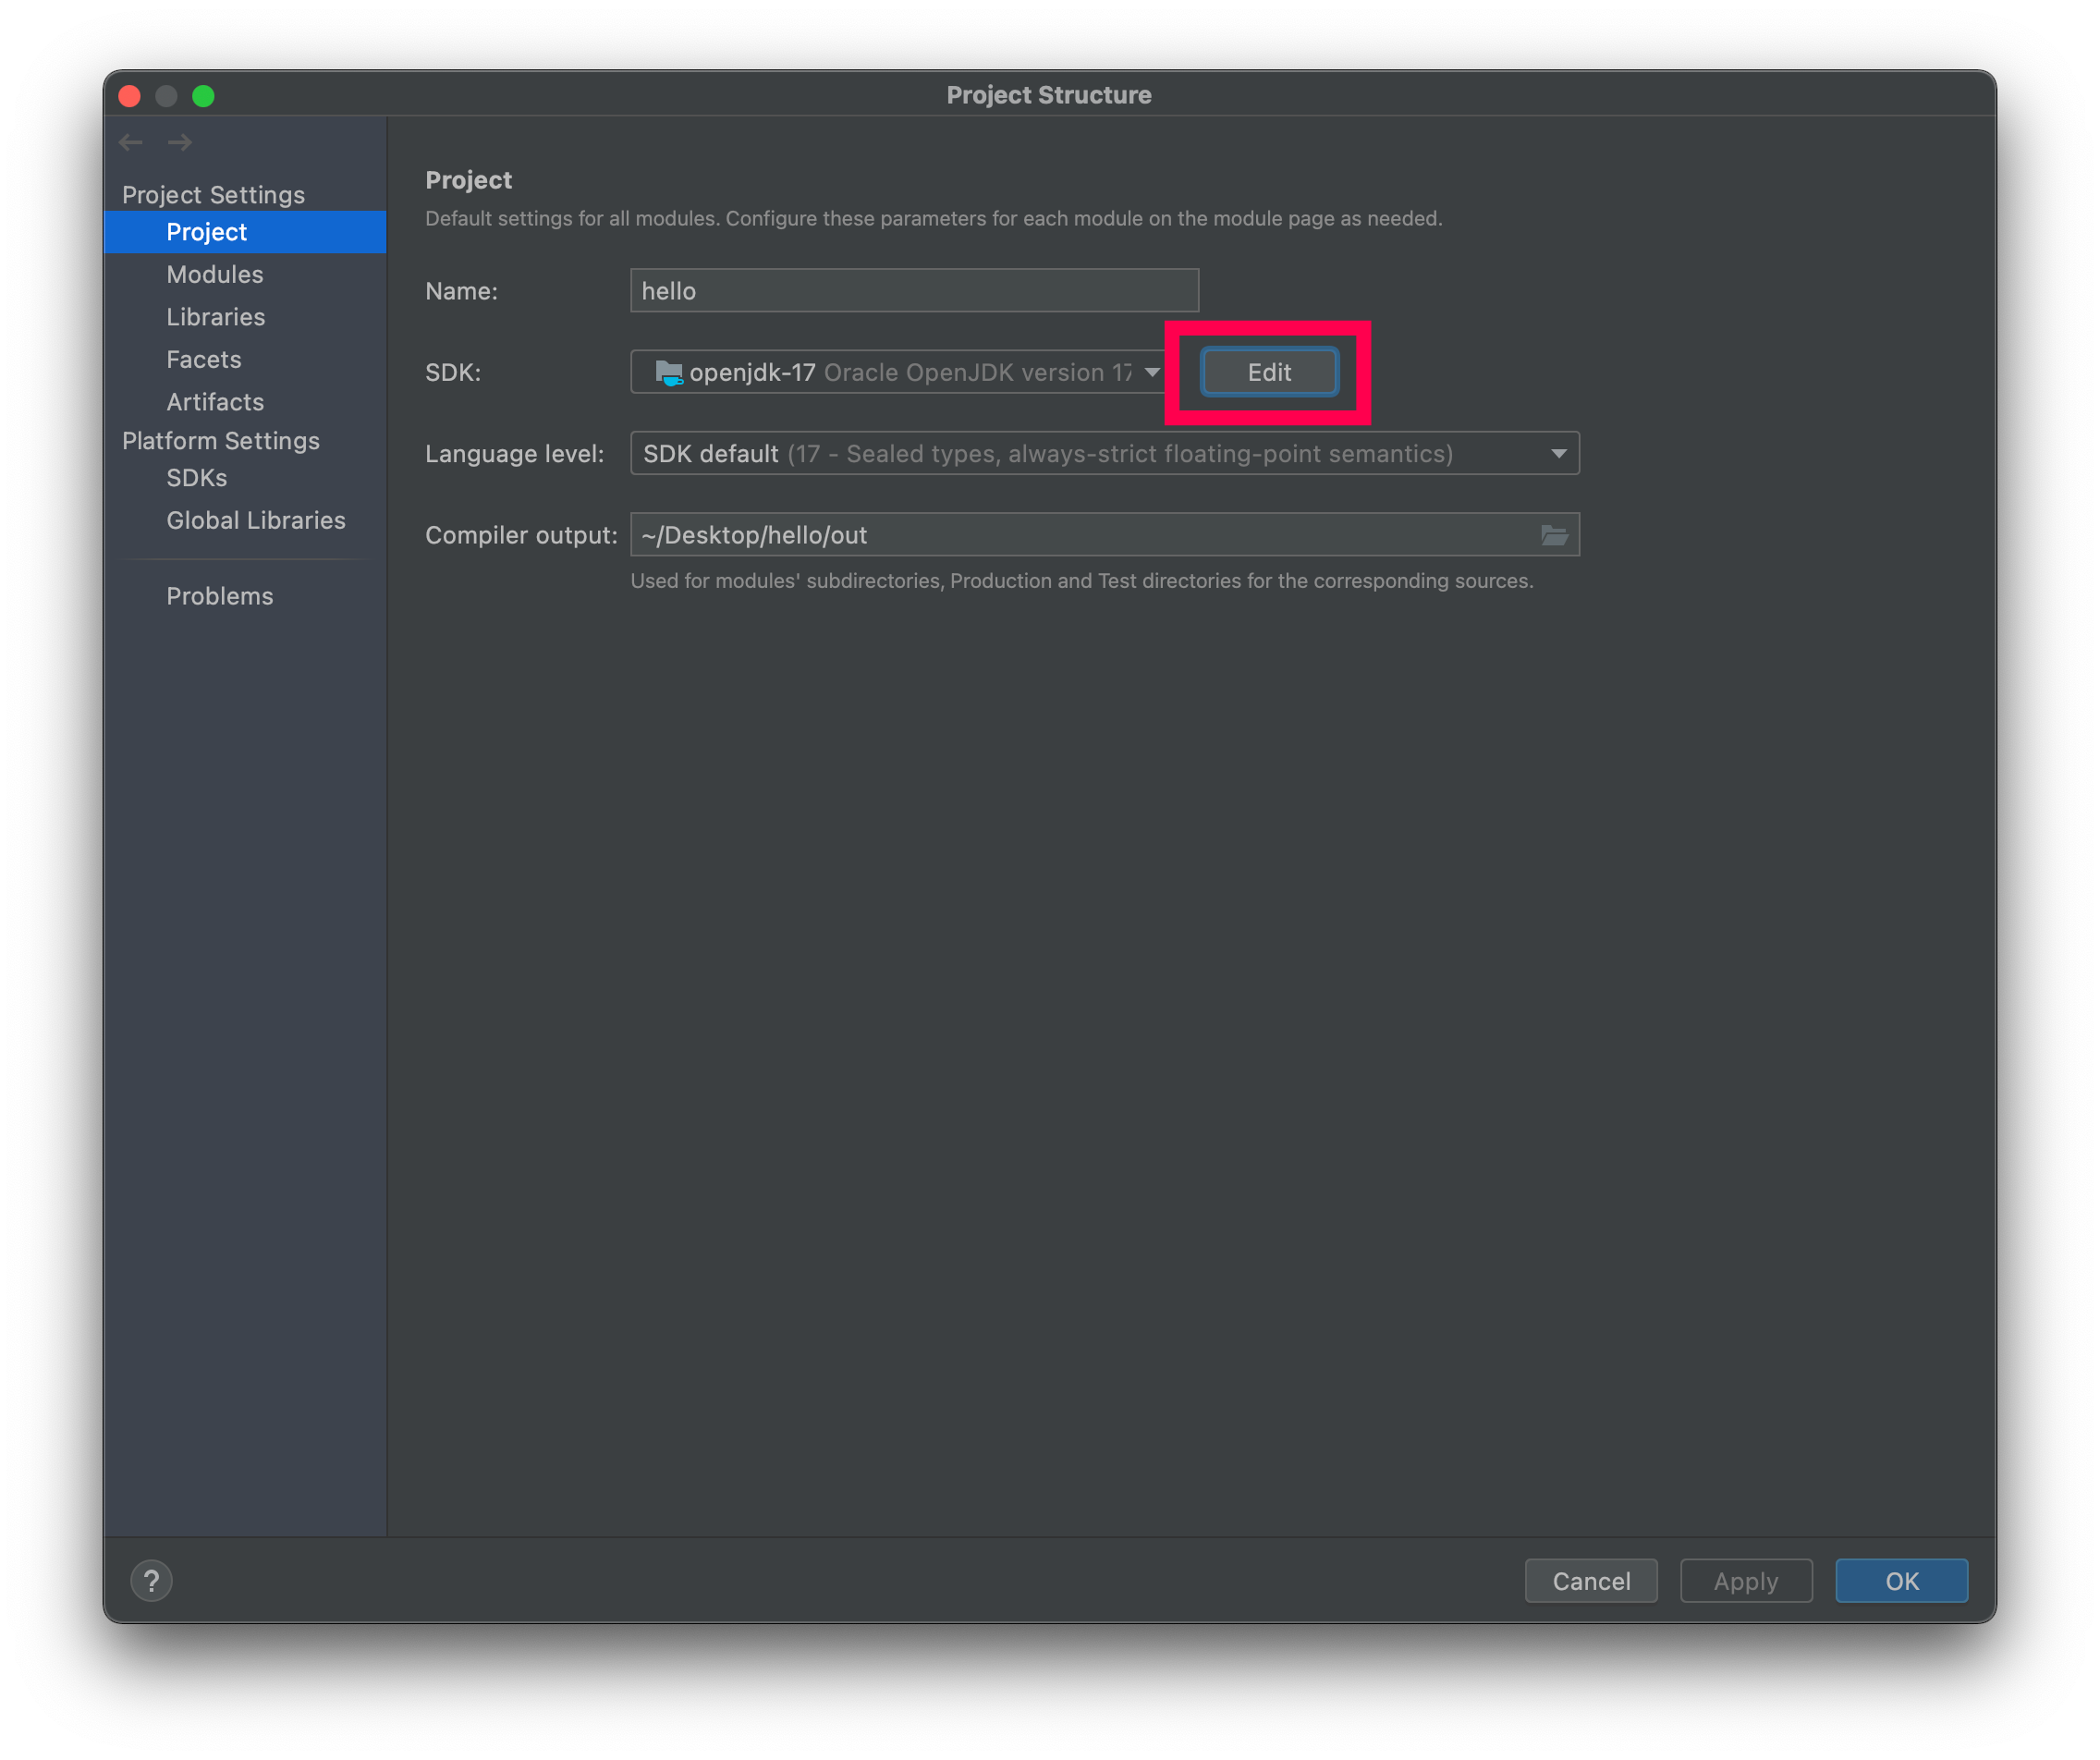 Project Structure
Project Settings
Project
Modules
Libraries
Facets
Artifacts
Platform Settings
SDKs
Global Libraries
Problems
Project
Default settings for all modules. Configure these parameters for each module on the module page as needed.
Name: hello
SDK: openjdk-17 Oracle OpenJDK version 17 Edit
Language level: SDK default (17 - Sealed types, always-strict floating-point semantics)
Compiler output: ~/Desktop/hello/out
Used for modules' subdirectories, Production and Test directories for the corresponding sources.
? Cancel Apply OK